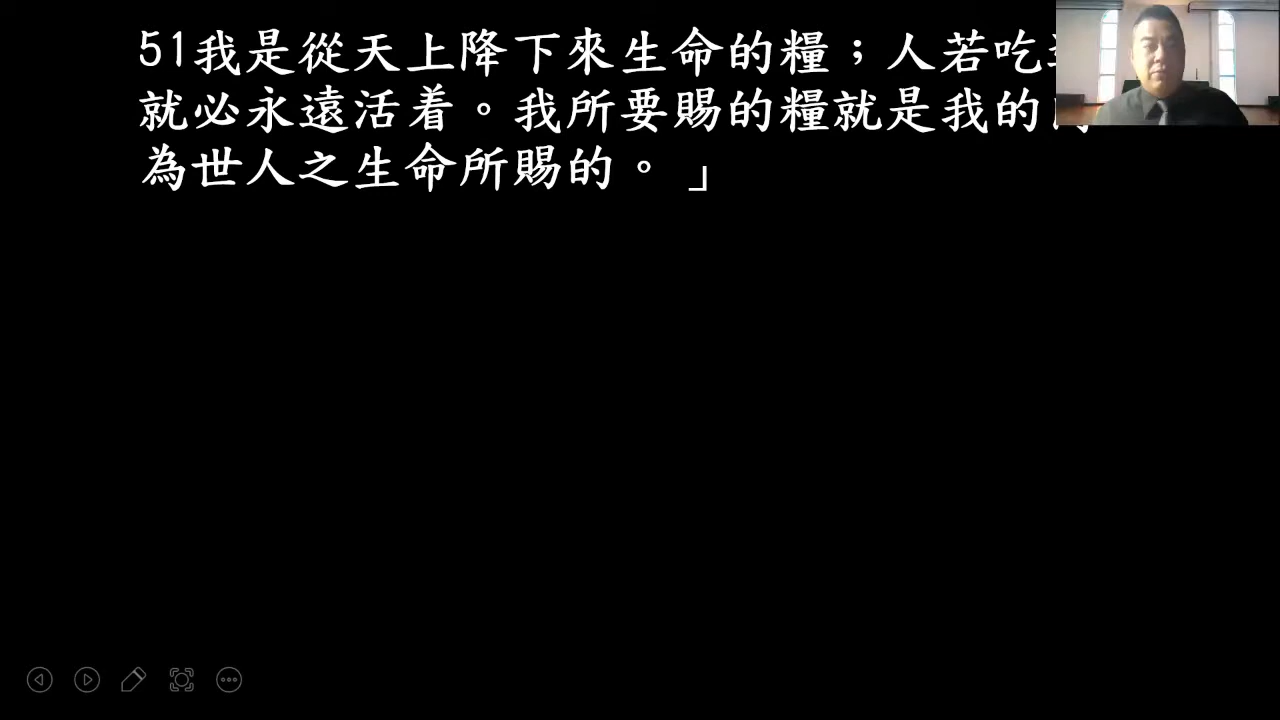 51我是從天上降下來生命的糧；人若吃
就必永遠活着。我所要賜的糧就是我的
為世人之生命所賜的。」